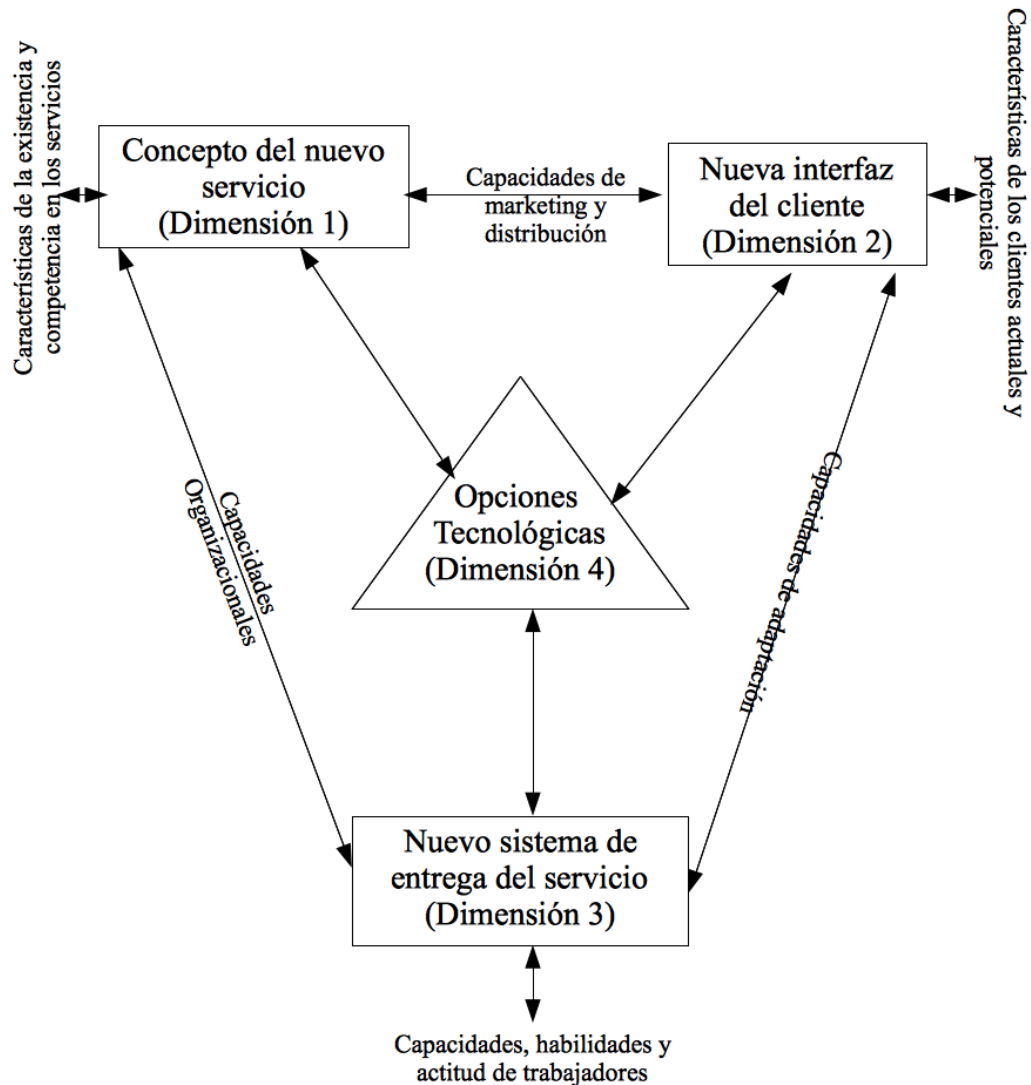 Características de la existencia y
competencia en los servicios
Concepto del nuevo
servicio
(Dimensión 1)
Capacidades de
marketing y
distribución
Nueva interfaz
del cliente
(Dimensión 2)
Características de los clientes actuales y
potenciales
Capacidades
Organizacionales
Opciones
Tecnológicas
(Dimensión 4)
Capacidades de adaptación
Nuevo sistema de
entrega del servicio
(Dimensión 3)
Capacidades, habilidades y
actitud de trabajadores